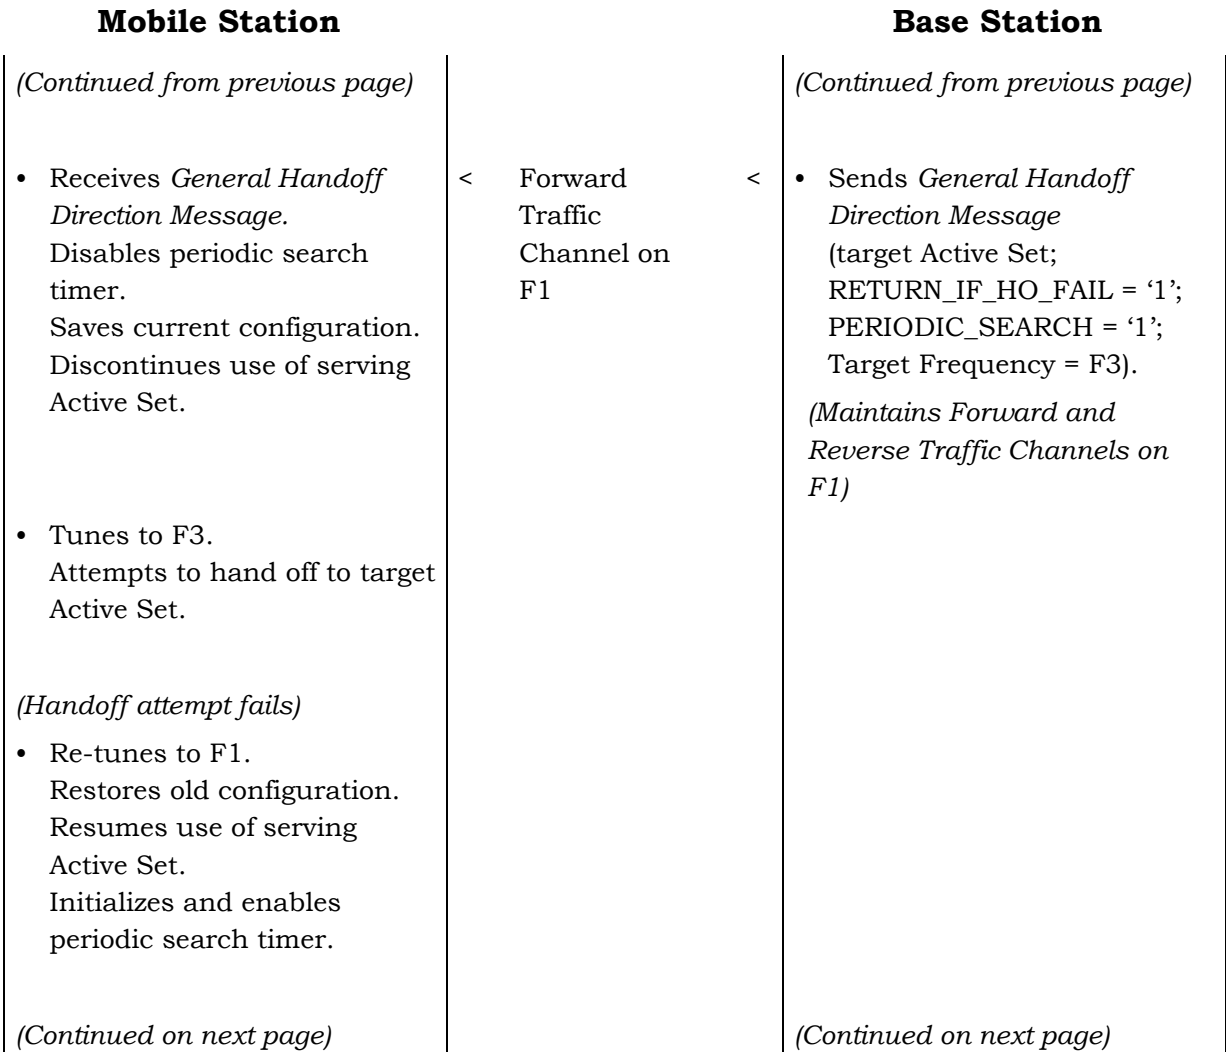 Mobile Station
Base Station
(Continued from previous page)
(Continued from previous page)
• Receives General Handoff
Direction Message.
Disables periodic search
timer.
Saves current configuration.
Discontinues use of serving
Active Set.
< Forward <
Traffic
Channel on
F1
• Sends General Handoff
Direction Message
(target Active Set;
RETURN_IF_HO_FAIL = ‘1’;
PERIODIC_SEARCH = ‘1’;
Target Frequency = F3).
(Maintains Forward and
Reverse Traffic Channels on
F1)
• Tunes to F3.
Attempts to hand off to target
Active Set.
(Handoff attempt fails)
• Re-tunes to F1.
Restores old configuration.
Resumes use of serving
Active Set.
Initializes and enables
periodic search timer.
(Continued on next page)
(Continued on next page)